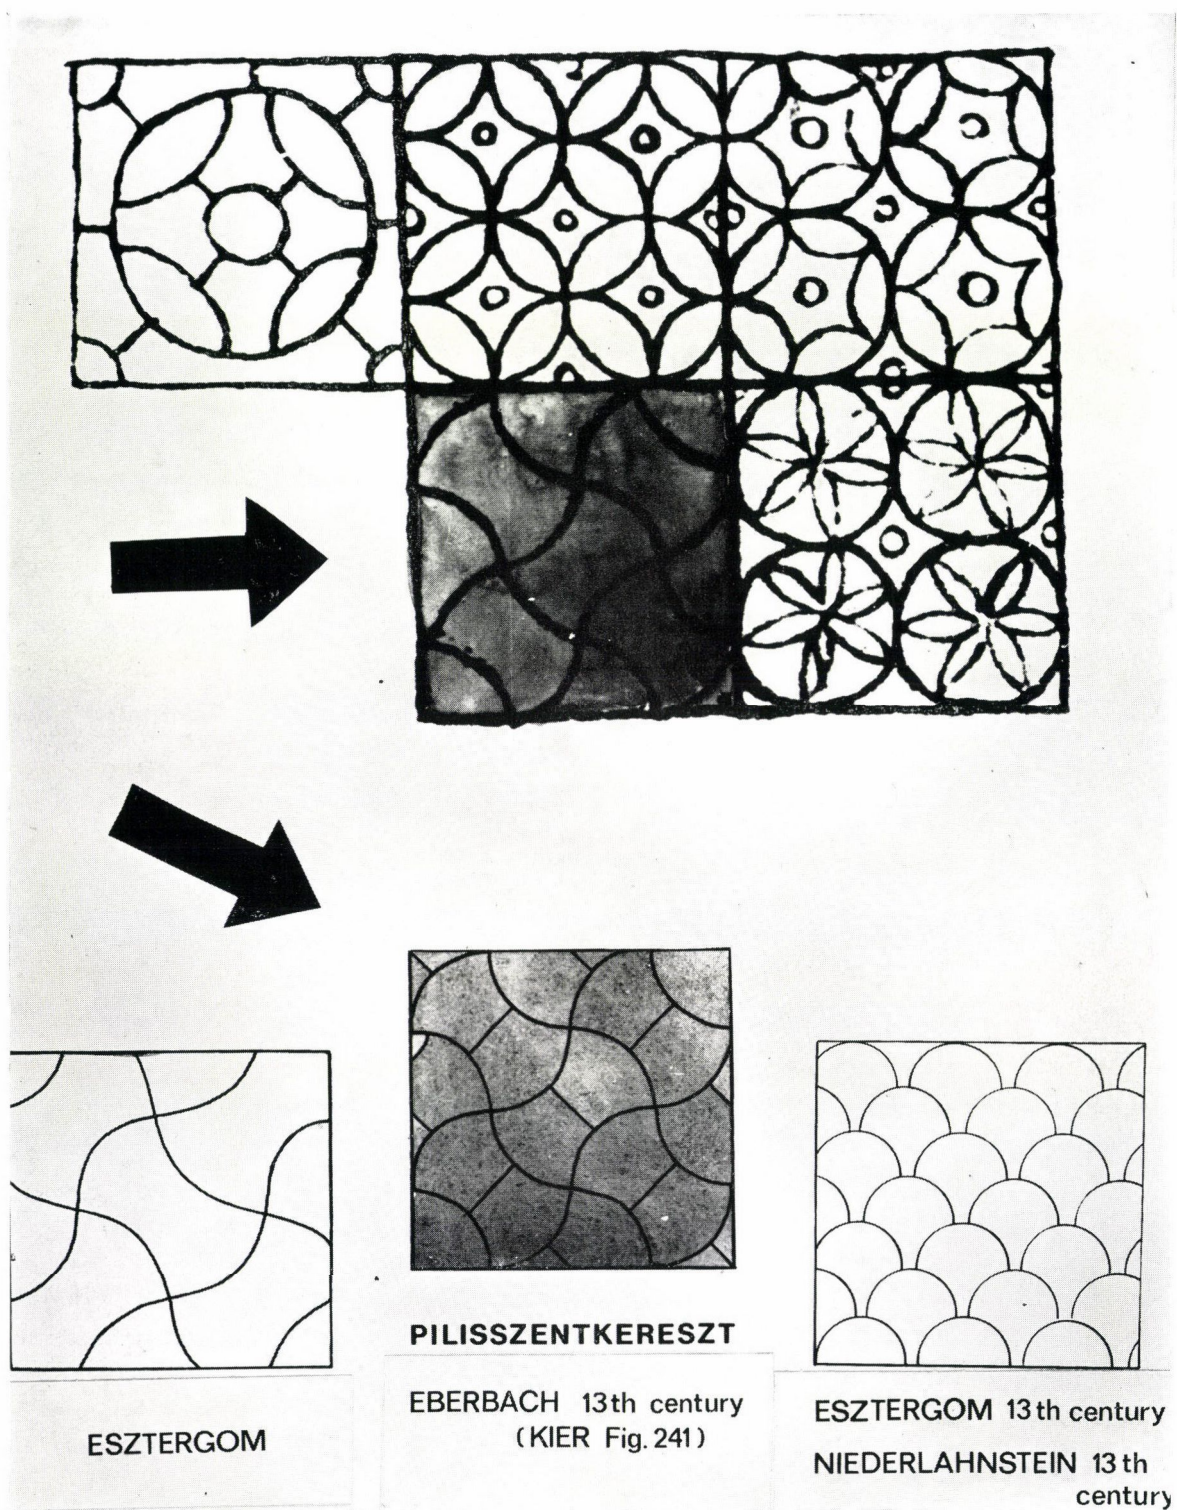 PILISSZENTKERESZT
ESZTERGOM
EBERBACH 13th century
(KIER Fig. 241)
ESZTERGOM 13th century
NIEDERLAHNSTEIN 13th
century